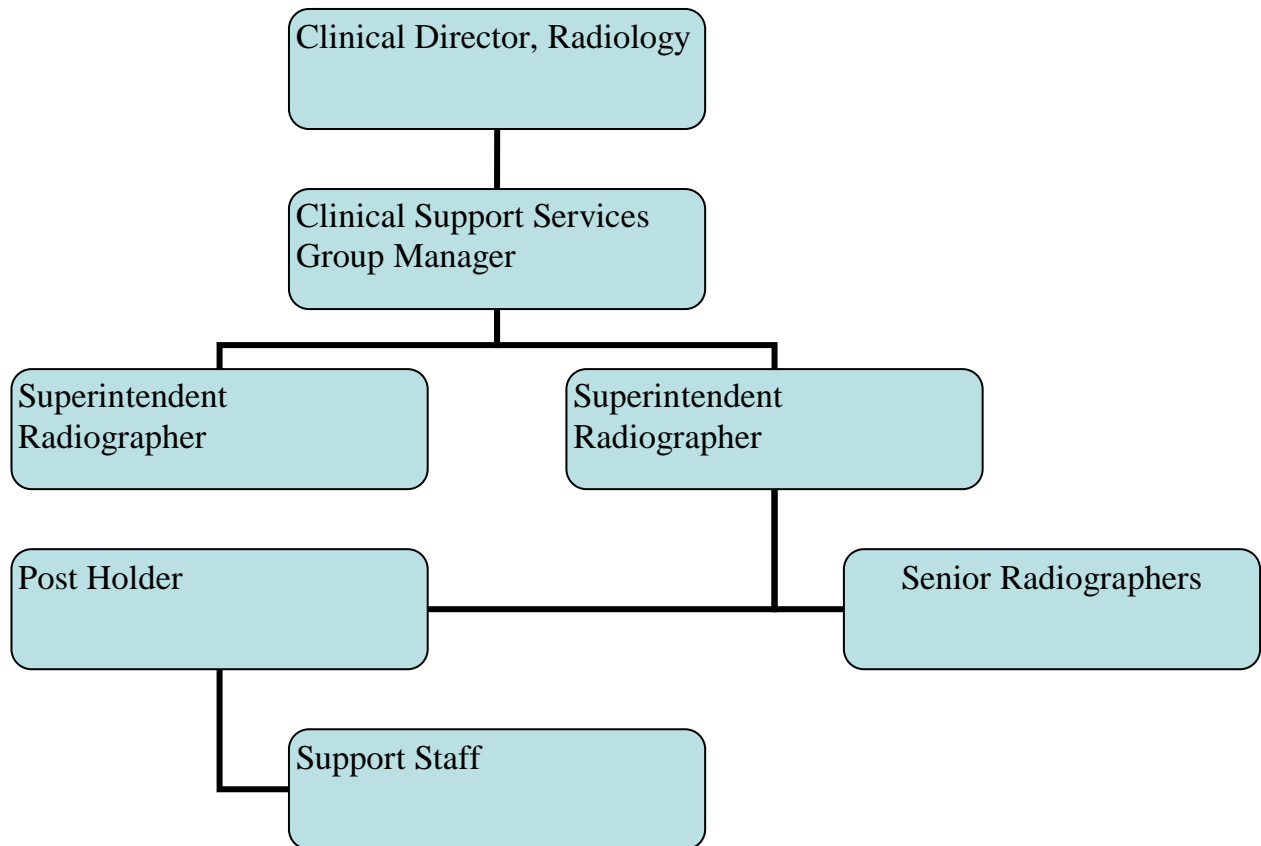 Clinical Director, Radiology
Clinical Support Services
Group Manager
Superintendent
Radiographer
Superintendent
Radiographer
Post Holder
Senior Radiographers
Support Staff